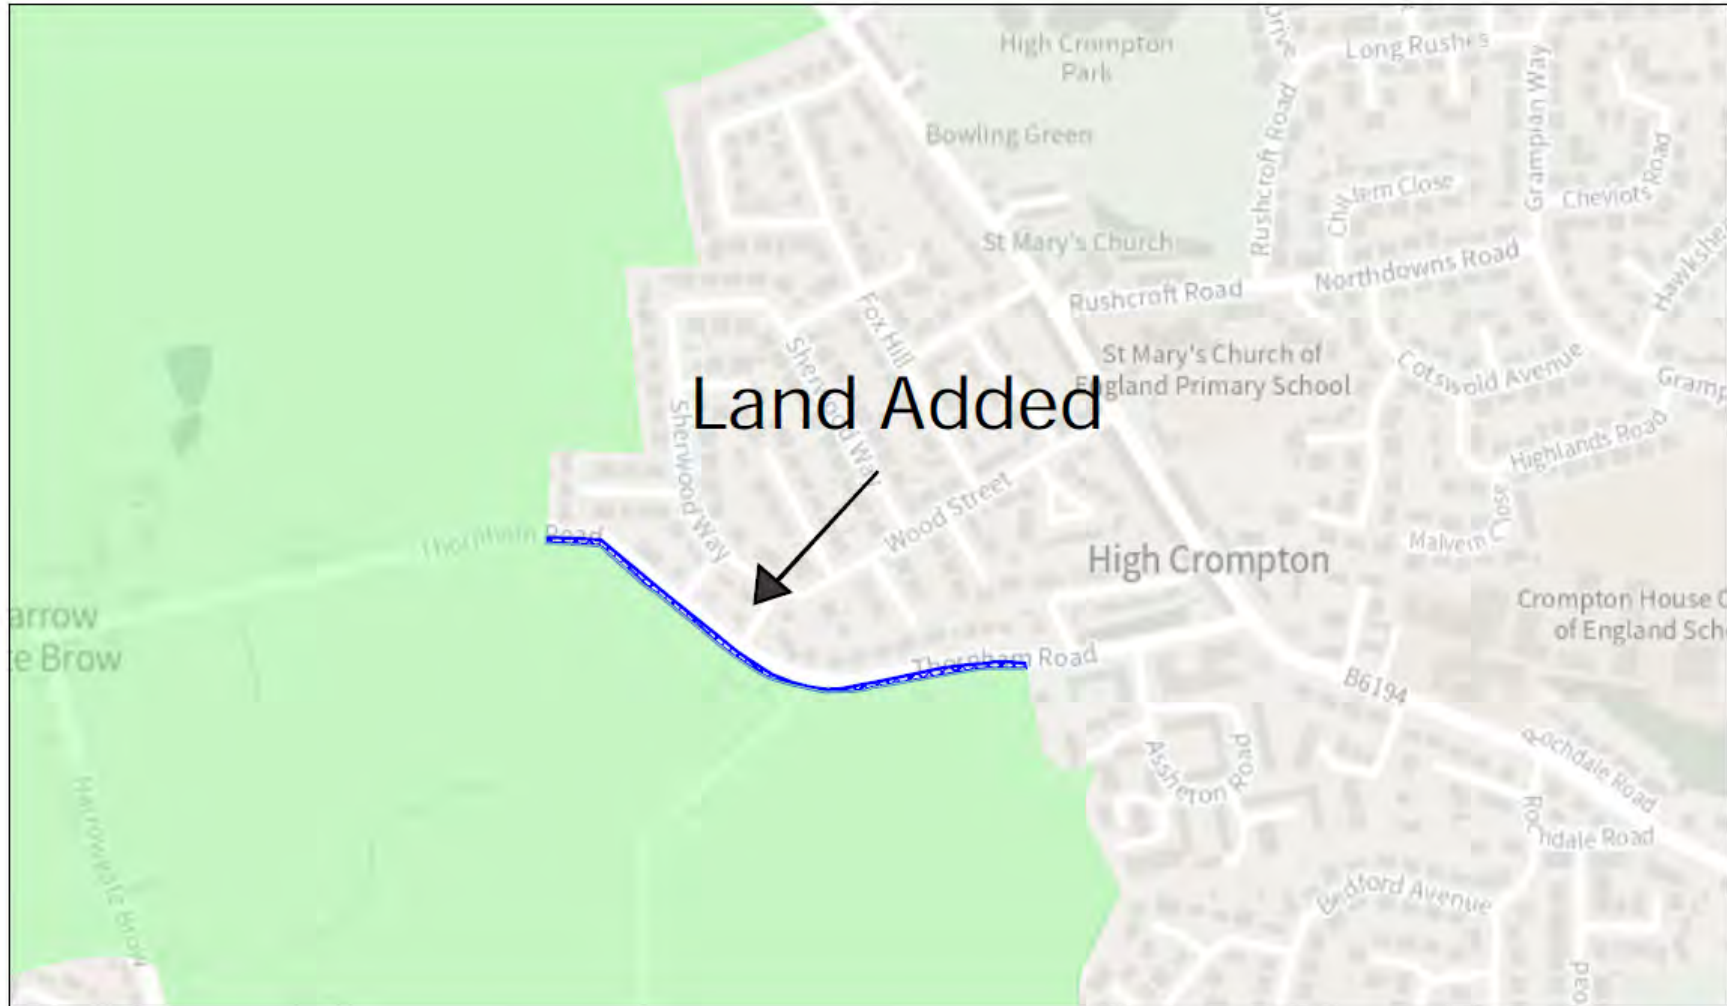 High Crompton
Park
Long Rushes
Grampian Way
Rushcroft Road
Bowling Green
Road
Cheviots
St Mary's Church
Northdowns Road
Rushcroft Road
Fox Hill
St Mary's Church of
England Primary School
Cotswold Avenue
Sherwood Way
Land Added
Sherwood Way
Highlands Road
Wood Street
Close
Malvern
Thornham Road
High Crompton
Crompton House
of England
Thornham Road
B6194
Rochdale Road
Assheton Road
Rochdale Road
Bedford Avenue